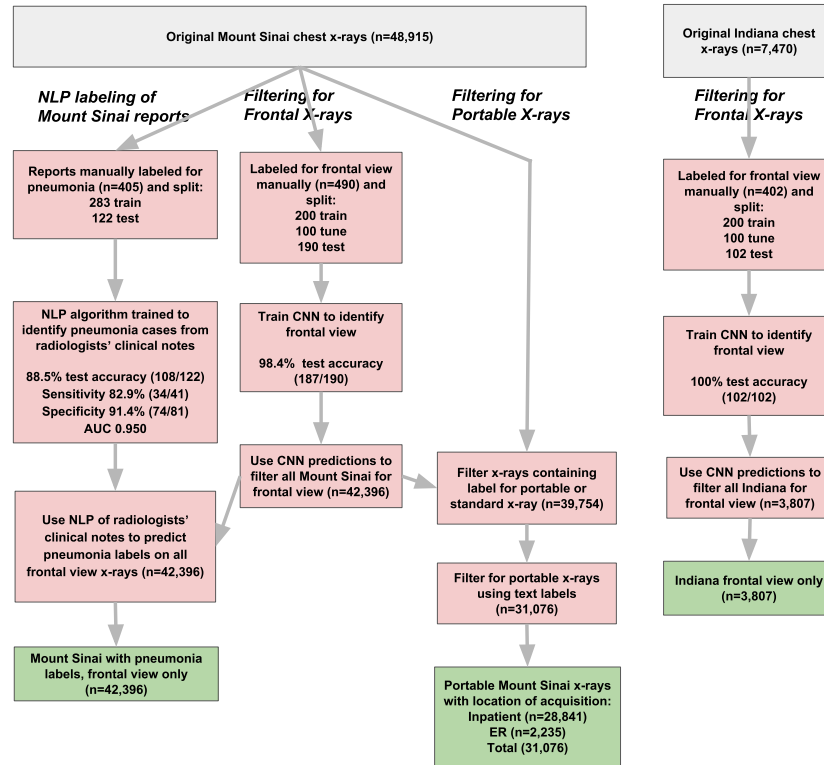 Original Mount Sinai chest x-rays (n=48,915)
NLP labeling of
Mount Sinai reports
Filtering for
Frontal X-rays
Filtering for
Portable X-rays
Reports manually labeled for
pneumonia (n=405) and split:
283 train
122 test
Labeled for frontal view
manually (n=490) and
split:
200 train
100 tune
190 test
NLP algorithm trained to
identify pneumonia cases from
radiologists' clinical notes
88.5% test accuracy (108/122)
Sensitivity 82.9% (34/41)
Specificity 91.4% (74/81)
AUC 0.950
Train CNN to identify
frontal view
98.4% test accuracy
(187/190)
Use CNN predictions to
filter all Mount Sinai for
frontal view (n=42,396)
Filter x-rays containing
label for portable or
standard x-ray (n=39,754)
Use NLP of radiologists'
clinical notes to predict
pneumonia labels on all
frontal view x-rays (n=42,396)
Filter for portable x-rays
using text labels
(n=31,076)
Mount Sinai with pneumonia
labels, frontal view only
(n=42,396)
Portable Mount Sinai x-rays
with location of acquisition:
Inpatient (n=28,841)
ER (n=2,235)
Total (31,076)
Original Indiana chest
x-rays (n=7,470)
Filtering for
Frontal X-rays
Labeled for frontal view
manually (n=402) and
split:
200 train
100 tune
102 test
Train CNN to identify
frontal view
100% test accuracy
(102/102)
Use CNN predictions to
filter all Indiana for
frontal view (n=3,807)
Indiana frontal view only
(n=3,807)